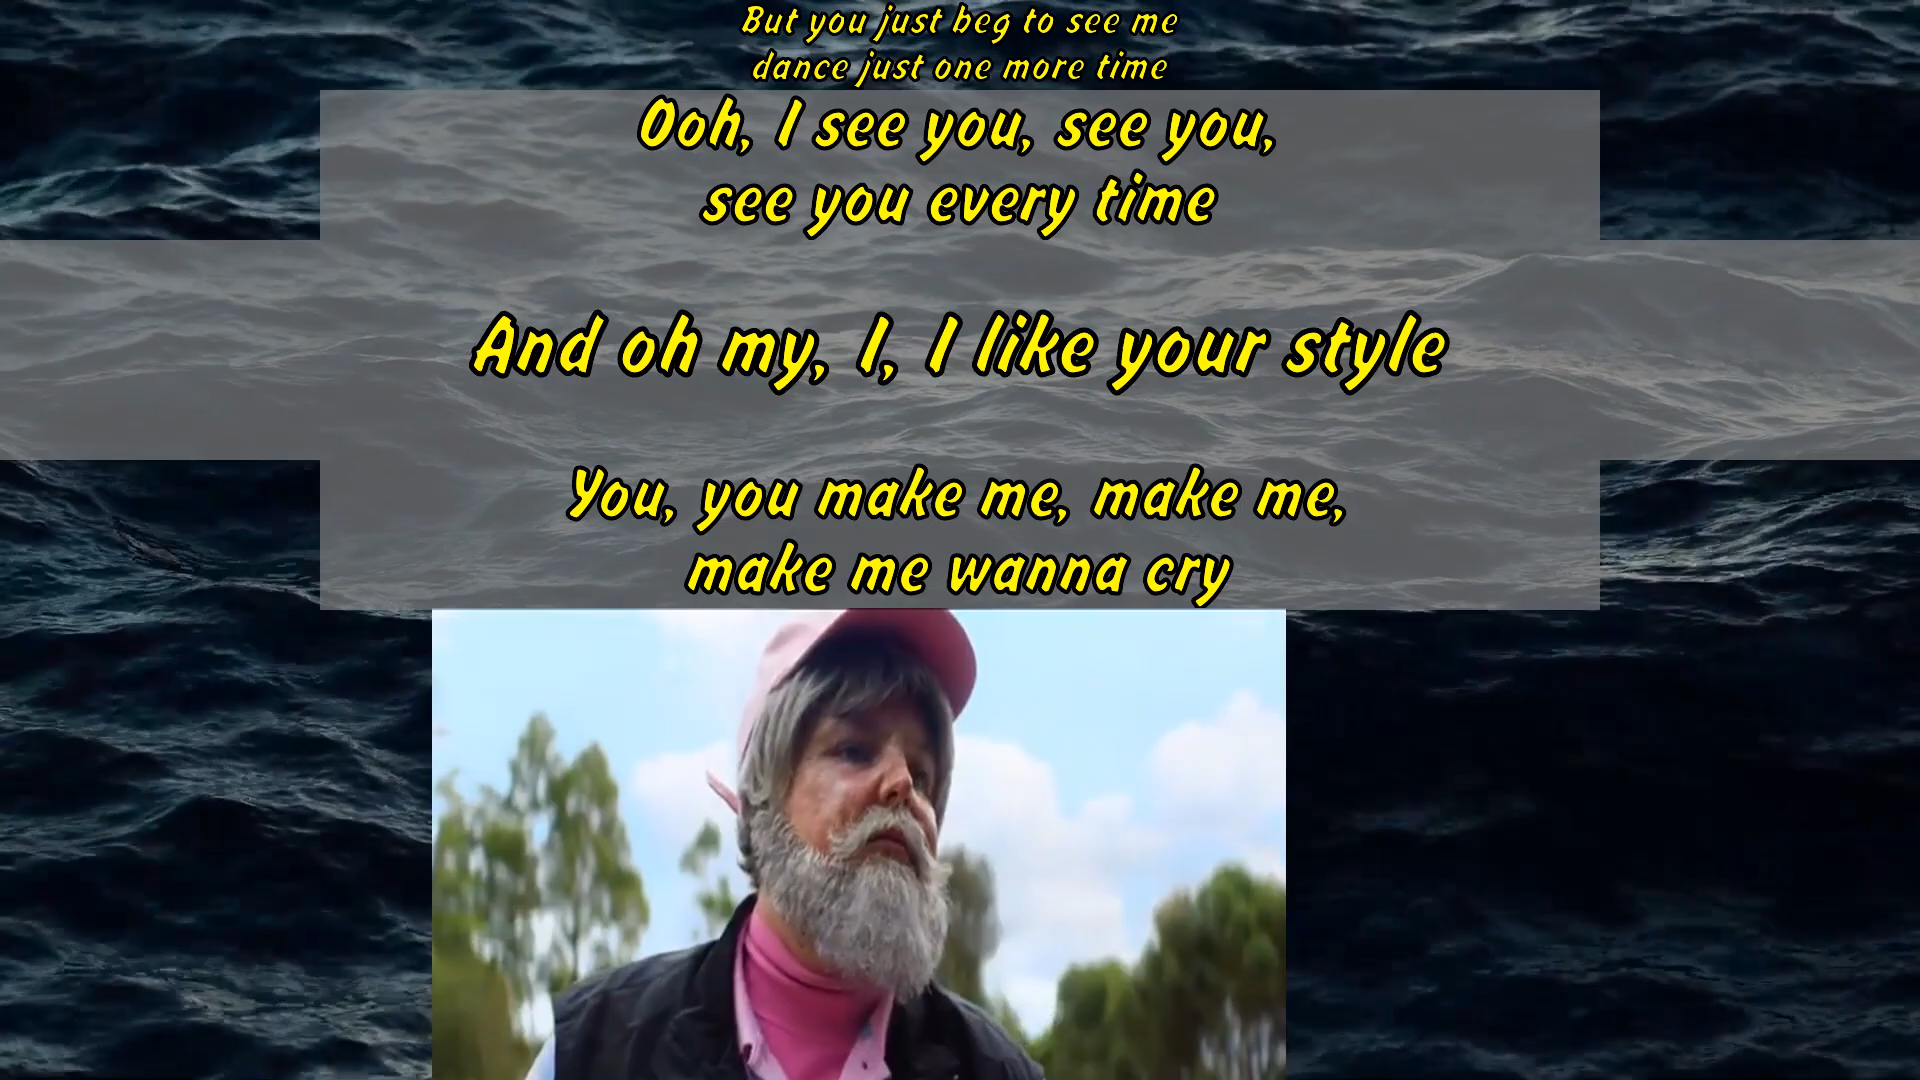 But you just beg to see me
dance just one more time
Ooh, I see you, see you,
see you every time
And oh my, I, I like your style
You, you make me, make me,
make me wanna cry